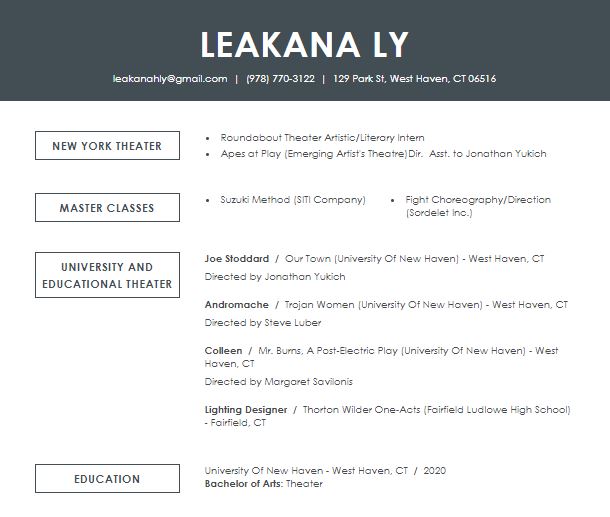 LEAKANA LY
leakanahly@gmail.com | (978) 770-3122 | 129 Park St, West Haven, CT 06516
NEW YORK THEATER
• Roundabout Theater Artistic/Literary Intern
• Apes at Play (Emerging Artist's Theatre)Dir. Asst. to Jonathan Yukich
MASTER CLASSES
• Suzuki Method (SITI Company)
• Fight Choreography/Direction
(Sordelet Inc.)
UNIVERSITY AND
EDUCATIONAL THEATER
Joe Stoddard / Our Town (University Of New Haven) - West Haven, CT
Directed by Jonathan Yukich
Andromache / Trojan Women (University Of New Haven) - West Haven, CT
Directed by Steve Luber
Colleen / Mr. Burns, A Post-Electric Play (University Of New Haven) - West
Haven, CT
Directed by Margaret Savilonis
Lighting Designer / Thorton Wilder One-Acts (Fairfield Ludlowe High School)
- Fairfield, CT
EDUCATION
University Of New Haven - West Haven, CT / 2020
Bachelor of Arts: Theater